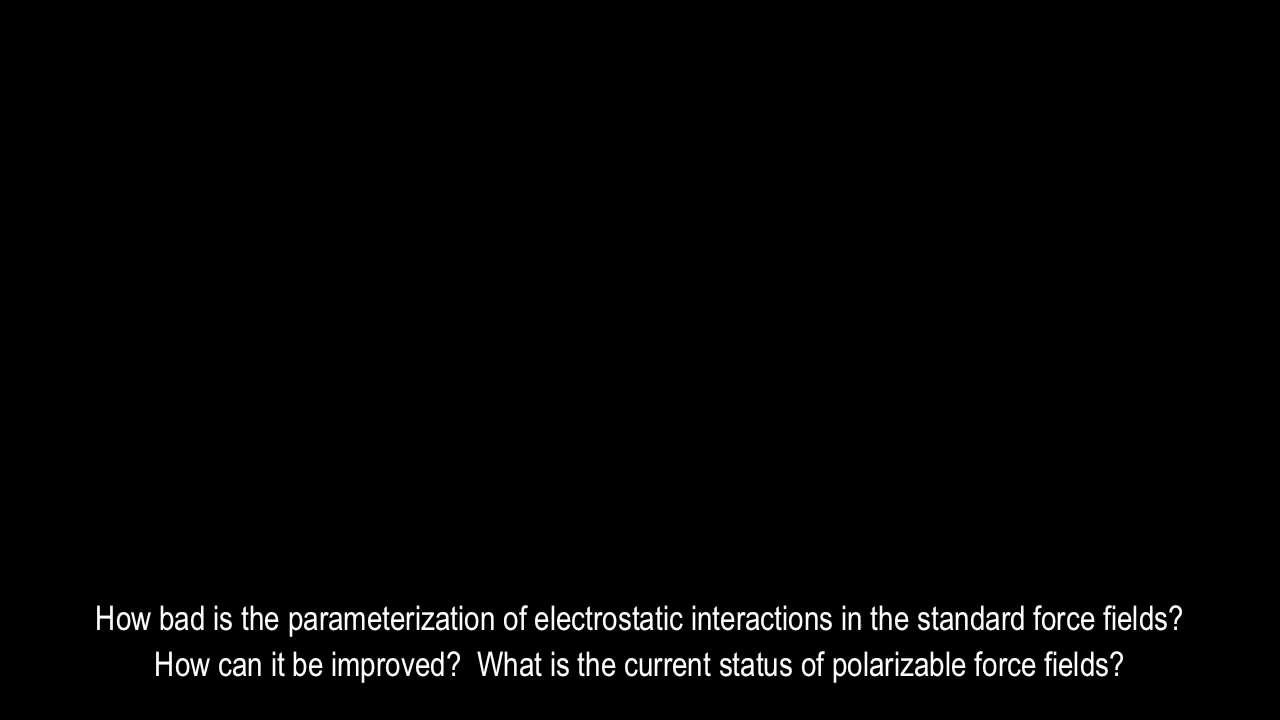 How bad is the parameterization of electrostatic interactions in the standard force fields?
How can it be improved?  What is the current status of polarizable force fields?